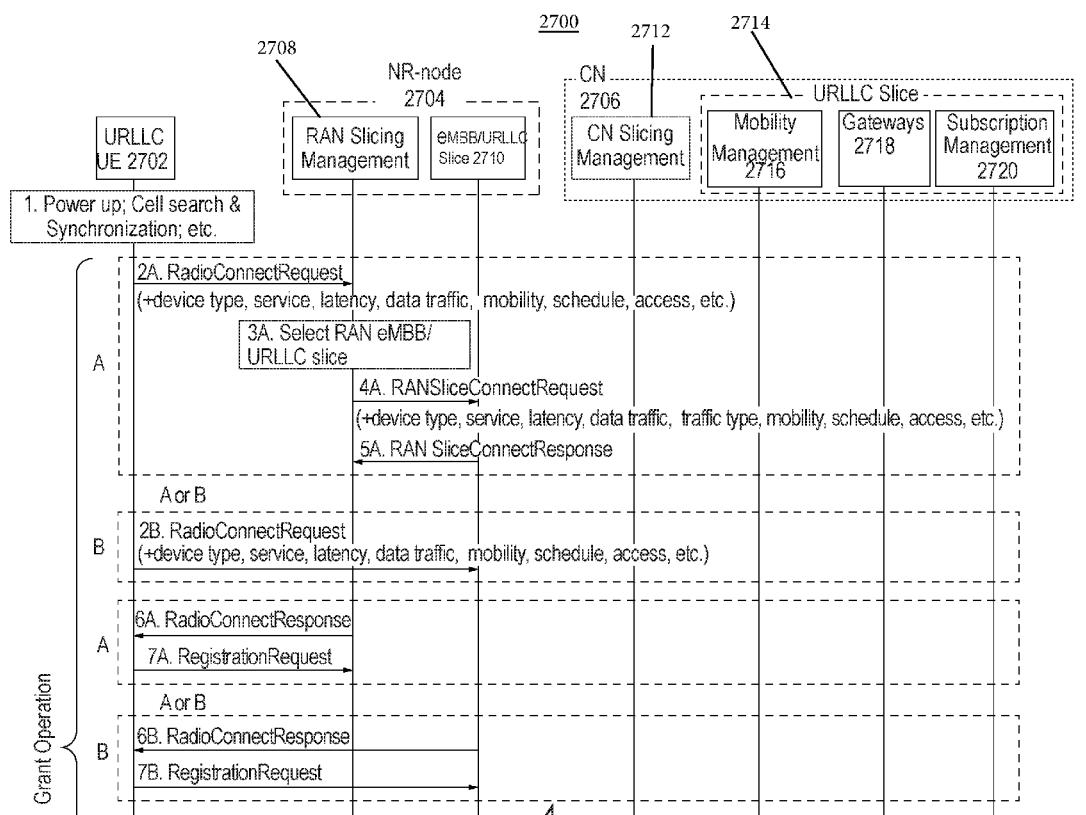 2700
2708
2712
2714
NR-node
2704
CN
2706
URLLC Slice
URLLC
UE 2702
RAN Slicing
Management
eMBB/URLLC
Slice 2710
CN Slicing
Management
Mobility
Management
2716
Gateways
2718
Subscription
Management
2720
1. Power up; Cell search &
Synchronization; etc.
A
2A. RadioConnectRequest
(+device type, service, latency, data traffic, mobility, schedule, access, etc.)
3A. Select RAN eMBB/
URLLC slice
4A. RANSliceConnectRequest
(+device type, service, latency, data traffic, traffic type, mobility, schedule, access, etc.)
5A. RAN SliceConnectResponse
A or B
B
2B. RadioConnectRequest
(+device type, service, latency, data traffic, mobility, schedule, access, etc.)
A
6A. RadioConnectResponse
7A. RegistrationRequest
A or B
B
6B. RadioConnectResponse
7B. RegistrationRequest
Grant Operation